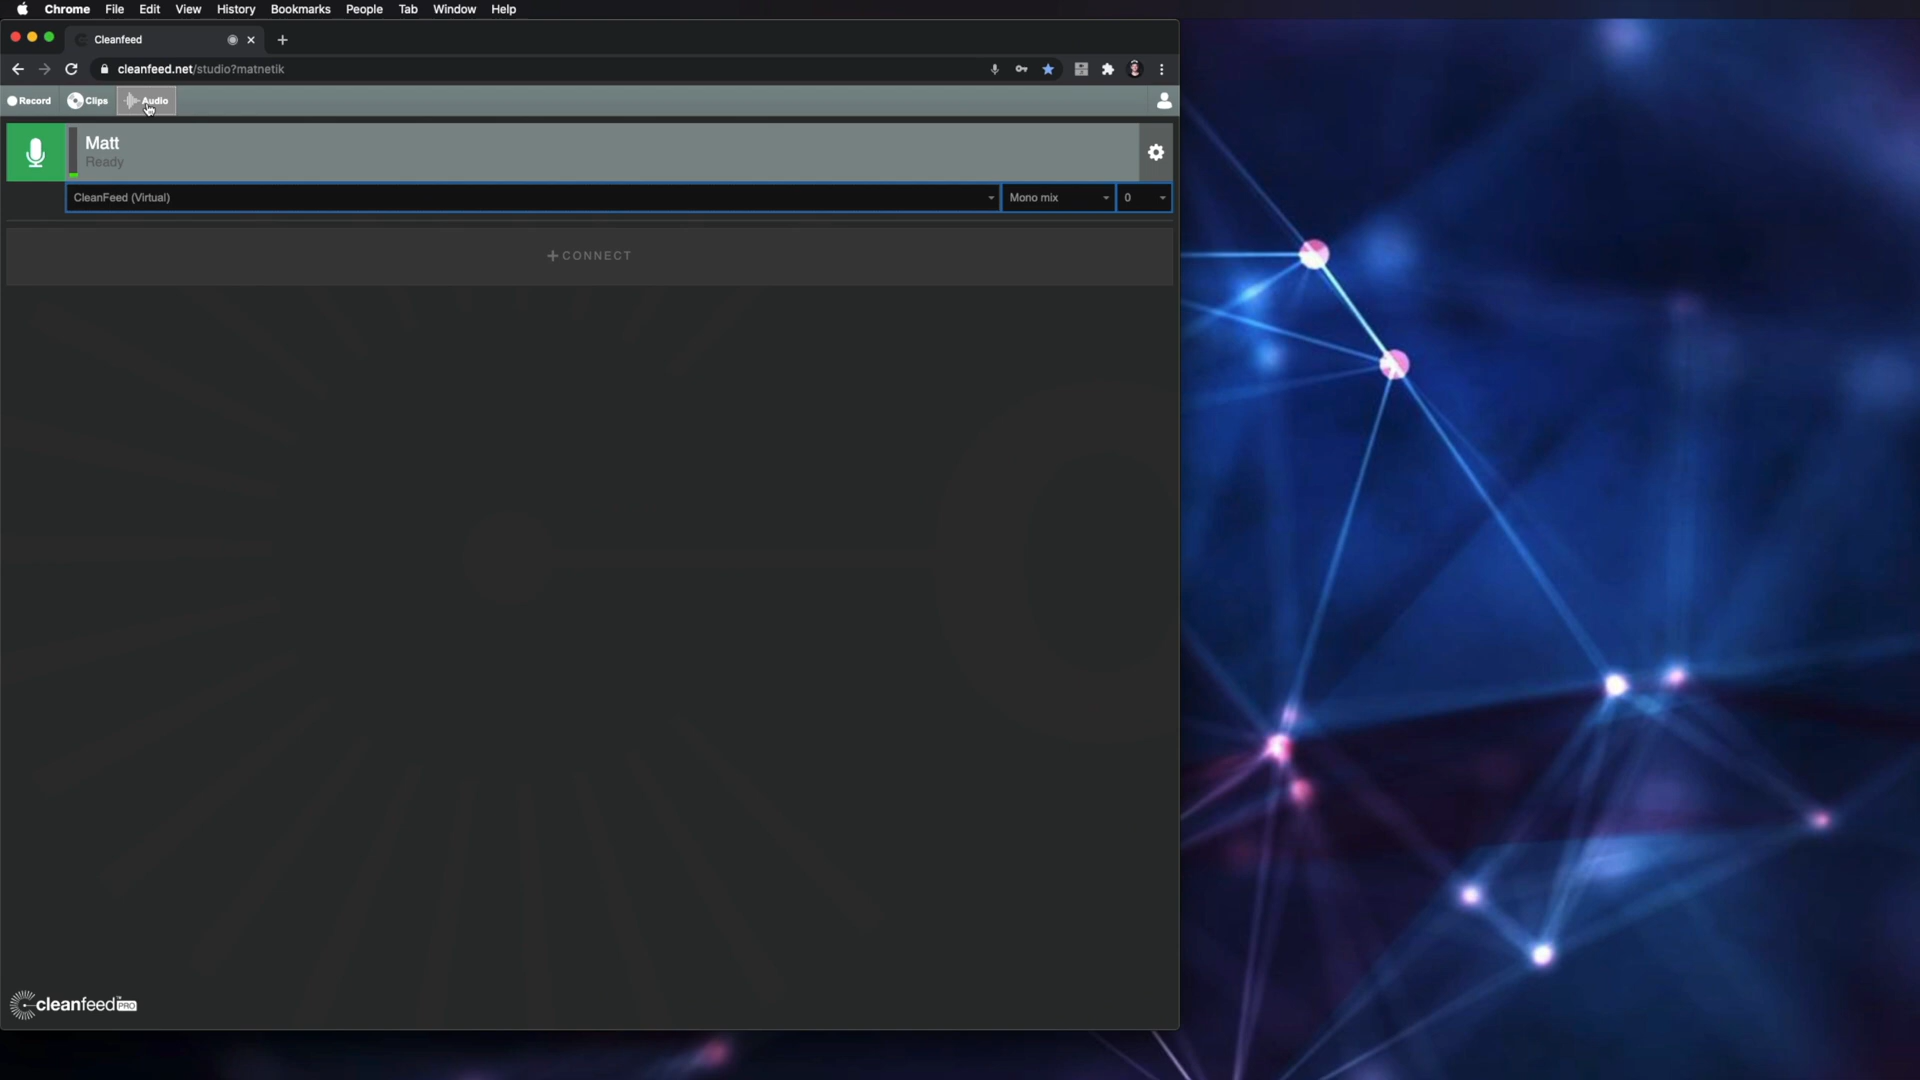 Chrome File Edit View History Bookmarks People Tab Window Help
Cleanfeed
cleanfeed.net/studio?matnetik
Record Clips Audio
Matt
Ready
CleanFeed (Virtual) Mono mix 0
+ CONNECT
cleanfeed PRO